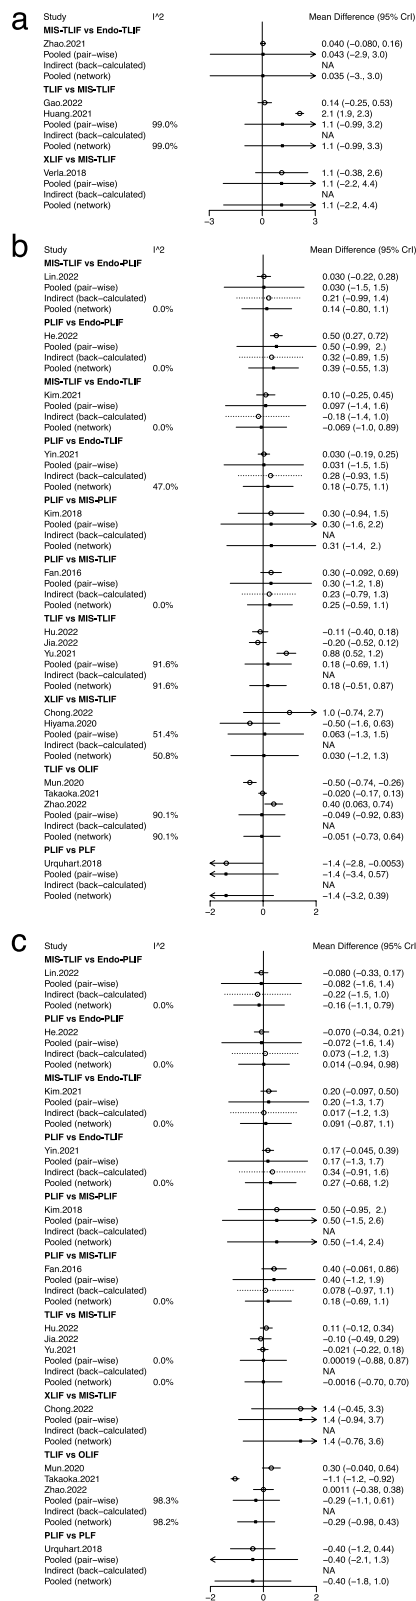 a
Study I^2 Mean Difference (95% CrI)
MIS-TLIF vs Endo-TLIF
Zhao.2021 0.040 (−0.080, 0.16)
Pooled (pair−wise) 0.043 (−2.9, 3.0)
Indirect (back−calculated) NA
Pooled (network) 0.035 (−3., 3.0)
TLIF vs MIS-TLIF
Gao.2022 0.14 (−0.25, 0.53)
Huang.2021 2.1 (1.9, 2.3)
Pooled (pair−wise) 99.0% 1.1 (−0.99, 3.2)
Indirect (back−calculated) NA
Pooled (network) 99.0% 1.1 (−0.99, 3.3)
XLIF vs MIS-TLIF
Verla.2018 1.1 (−0.38, 2.6)
Pooled (pair−wise) 1.1 (−2.2, 4.4)
Indirect (back−calculated) NA
Pooled (network) 1.1 (−2.2, 4.4)
−3 0 3
b
Study I^2 Mean Difference (95% CrI)
MIS-TLIF vs Endo-PLIF
Lin.2022 0.030 (−0.22, 0.28)
Pooled (pair−wise) 0.030 (−1.5, 1.5)
Indirect (back−calculated) 0.21 (−0.99, 1.4)
Pooled (network) 0.0% 0.14 (−0.80, 1.1)
PLIF vs Endo-PLIF
He.2022 0.50 (0.27, 0.72)
Pooled (pair−wise) 0.50 (−0.99, 2.)
Indirect (back−calculated) 0.32 (−0.89, 1.5)
Pooled (network) 0.0% 0.39 (−0.55, 1.3)
MIS-TLIF vs Endo-TLIF
Kim.2021 0.10 (−0.25, 0.45)
Pooled (pair−wise) 0.097 (−1.4, 1.6)
Indirect (back−calculated) −0.18 (−1.4, 1.0)
Pooled (network) 0.0% −0.069 (−1.0, 0.89)
PLIF vs Endo-TLIF
Yin.2021 0.030 (−0.19, 0.25)
Pooled (pair−wise) 0.031 (−1.5, 1.5)
Indirect (back−calculated) 0.28 (−0.93, 1.5)
Pooled (network) 47.0% 0.18 (−0.75, 1.1)
PLIF vs MIS-PLIF
Kim.2018 0.30 (−0.94, 1.5)
Pooled (pair−wise) 0.30 (−1.6, 2.2)
Indirect (back−calculated) NA
Pooled (network) 0.31 (−1.4, 2.)
PLIF vs MIS-TLIF
Fan.2016 0.30 (−0.092, 0.69)
Pooled (pair−wise) 0.30 (−1.2, 1.8)
Indirect (back−calculated) 0.23 (−0.79, 1.3)
Pooled (network) 0.0% 0.25 (−0.59, 1.1)
TLIF vs MIS-TLIF
Hu.2022 −0.11 (−0.40, 0.18)
Jia.2022 −0.20 (−0.52, 0.12)
Yu.2021 0.88 (0.52, 1.2)
Pooled (pair−wise) 91.6% 0.18 (−0.69, 1.1)
Indirect (back−calculated) NA
Pooled (network) 91.6% 0.18 (−0.51, 0.87)
XLIF vs MIS-TLIF
Chong.2022 1.0 (−0.74, 2.7)
Hiyama.2020 −0.50 (−1.6, 0.63)
Pooled (pair−wise) 51.4% 0.063 (−1.3, 1.5)
Indirect (back−calculated) NA
Pooled (network) 50.8% 0.030 (−1.2, 1.3)
TLIF vs OLIF
Mun.2020 −0.50 (−0.74, −0.26)
Takaoka.2021 −0.020 (−0.17, 0.13)
Zhao.2022 0.40 (0.063, 0.74)
Pooled (pair−wise) 90.1% −0.049 (−0.92, 0.83)
Indirect (back−calculated) NA
Pooled (network) 90.1% −0.051 (−0.73, 0.64)
PLIF vs PLF
Urquhart.2018 −1.4 (−2.8, −0.0053)
Pooled (pair−wise) −1.4 (−3.4, 0.57)
Indirect (back−calculated) NA
Pooled (network) −1.4 (−3.2, 0.39)
−2 0 2
c
Study I^2 Mean Difference (95% CrI
MIS-TLIF vs Endo-PLIF
Lin.2022 −0.080 (−0.33, 0.17)
Pooled (pair−wise) −0.082 (−1.6, 1.4)
Indirect (back−calculated) −0.22 (−1.5, 1.0)
Pooled (network) 0.0% −0.16 (−1.1, 0.79)
PLIF vs Endo-PLIF
He.2022 −0.070 (−0.34, 0.21)
Pooled (pair−wise) −0.072 (−1.6, 1.4)
Indirect (back−calculated) 0.073 (−1.2, 1.3)
Pooled (network) 0.0% 0.014 (−0.94, 0.98)
MIS-TLIF vs Endo-TLIF
Kim.2021 0.20 (−0.097, 0.50)
Pooled (pair−wise) 0.20 (−1.3, 1.7)
Indirect (back−calculated) 0.017 (−1.2, 1.3)
Pooled (network) 0.0% 0.091 (−0.87, 1.1)
PLIF vs Endo-TLIF
Yin.2021 0.17 (−0.045, 0.39)
Pooled (pair−wise) 0.17 (−1.3, 1.7)
Indirect (back−calculated) 0.34 (−0.91, 1.6)
Pooled (network) 0.0% 0.27 (−0.68, 1.2)
PLIF vs MIS-PLIF
Kim.2018 0.50 (−0.95, 2.)
Pooled (pair−wise) 0.50 (−1.5, 2.6)
Indirect (back−calculated) NA
Pooled (network) 0.50 (−1.4, 2.4)
PLIF vs MIS-TLIF
Fan.2016 0.40 (−0.061, 0.86)
Pooled (pair−wise) 0.40 (−1.2, 1.9)
Indirect (back−calculated) 0.078 (−0.97, 1.1)
Pooled (network) 0.0% 0.18 (−0.69, 1.1)
TLIF vs MIS-TLIF
Hu.2022 0.11 (−0.12, 0.34)
Jia.2022 −0.10 (−0.49, 0.29)
Yu.2021 −0.021 (−0.22, 0.18)
Pooled (pair−wise) 0.0% 0.00019 (−0.88, 0.87)
Indirect (back−calculated) NA
Pooled (network) 0.0% −0.0016 (−0.70, 0.70)
XLIF vs MIS-TLIF
Chong.2022 1.4 (−0.45, 3.3)
Pooled (pair−wise) 1.4 (−0.94, 3.7)
Indirect (back−calculated) NA
Pooled (network) 1.4 (−0.76, 3.6)
TLIF vs OLIF
Mun.2020 0.30 (−0.040, 0.64)
Takaoka.2021 −1.1 (−1.2, −0.92)
Zhao.2022 0.0011 (−0.38, 0.38)
Pooled (pair−wise) 98.3% −0.29 (−1.1, 0.61)
Indirect (back−calculated) NA
Pooled (network) 98.2% −0.29 (−0.98, 0.43)
PLIF vs PLF
Urquhart.2018 −0.40 (−1.2, 0.44)
Pooled (pair−wise) −0.40 (−2.1, 1.3)
Indirect (back−calculated) NA
Pooled (network) −0.40 (−1.8, 1.0)
−2 0 2